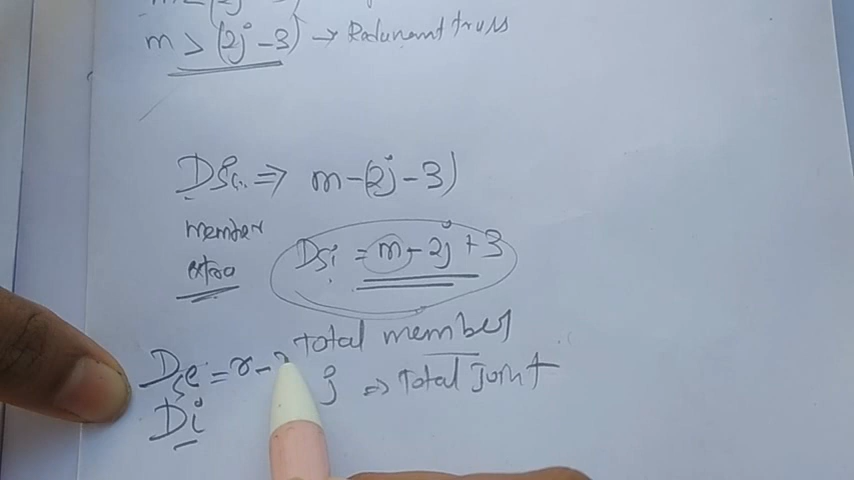 m > (2j - 3) → Redunant truss
Dsi ⇒ m - (2j - 3)
member
extra
Dsi = m - 2j + 3
total member
Dse = r -
j ⇒ Total Joint
Di